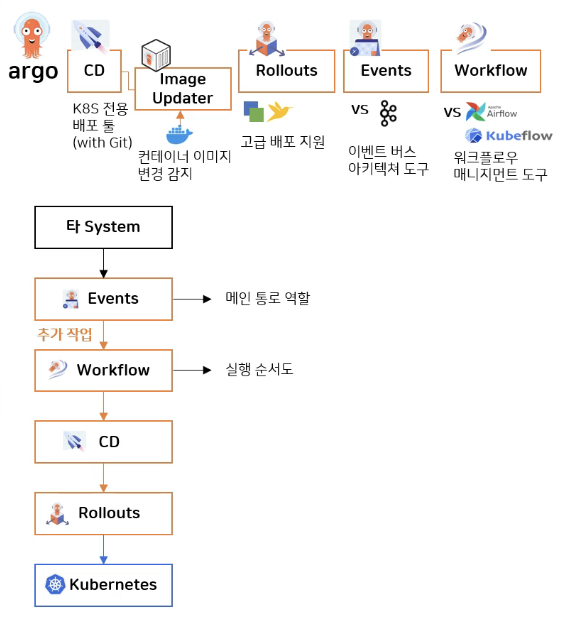 argo
CD
Image
Updater
Rollouts
Events
Workflow
K8S 전용
배포 툴
(with Git)
컨테이너 이미지
변경 감지
고급 배포 지원
vs
이벤트 버스
아키텍쳐 도구
vs
APACHE
Airflow
Kubeflow
워크플로우
매니지먼트 도구
타 System
Events
메인 통로 역할
추가 작업
Workflow
실행 순서도
CD
Rollouts
Kubernetes